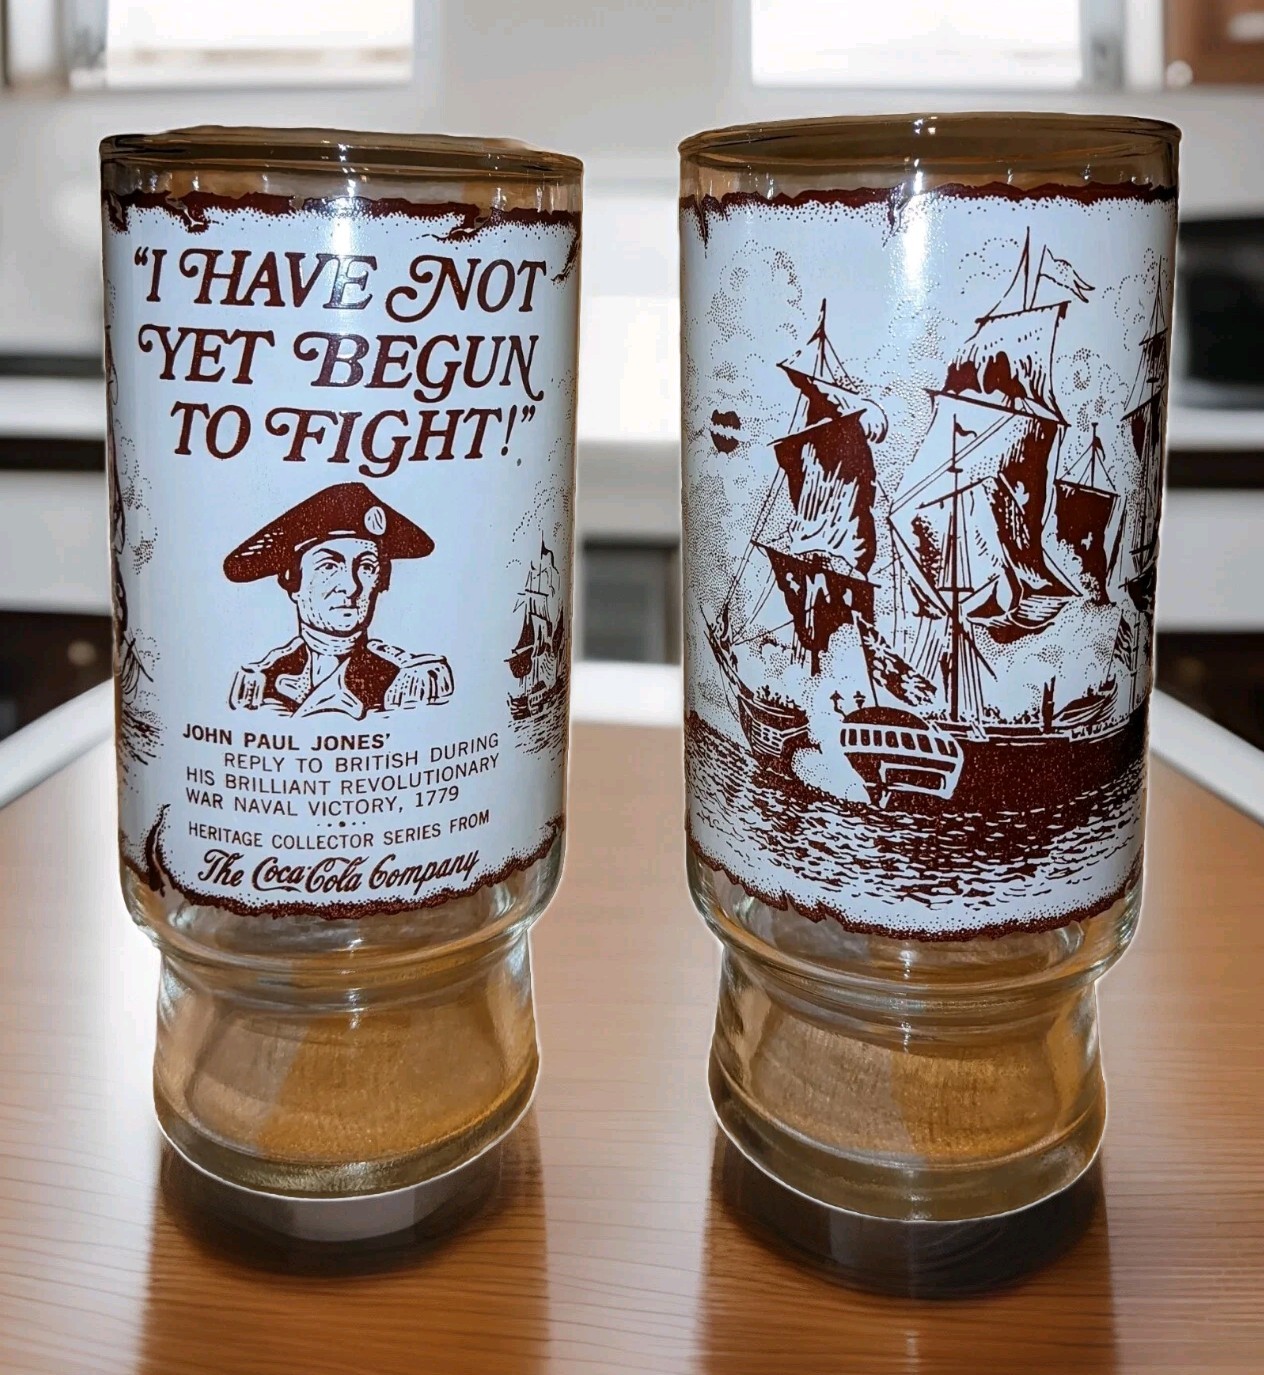 “I HAVE NOT
YET BEGUN
TO FIGHT!”
JOHN PAUL JONES'
REPLY TO BRITISH DURING
HIS BRILLIANT REVOLUTIONARY
WAR NAVAL VICTORY, 1779
HERITAGE COLLECTOR SERIES FROM
The Coca-Cola Company